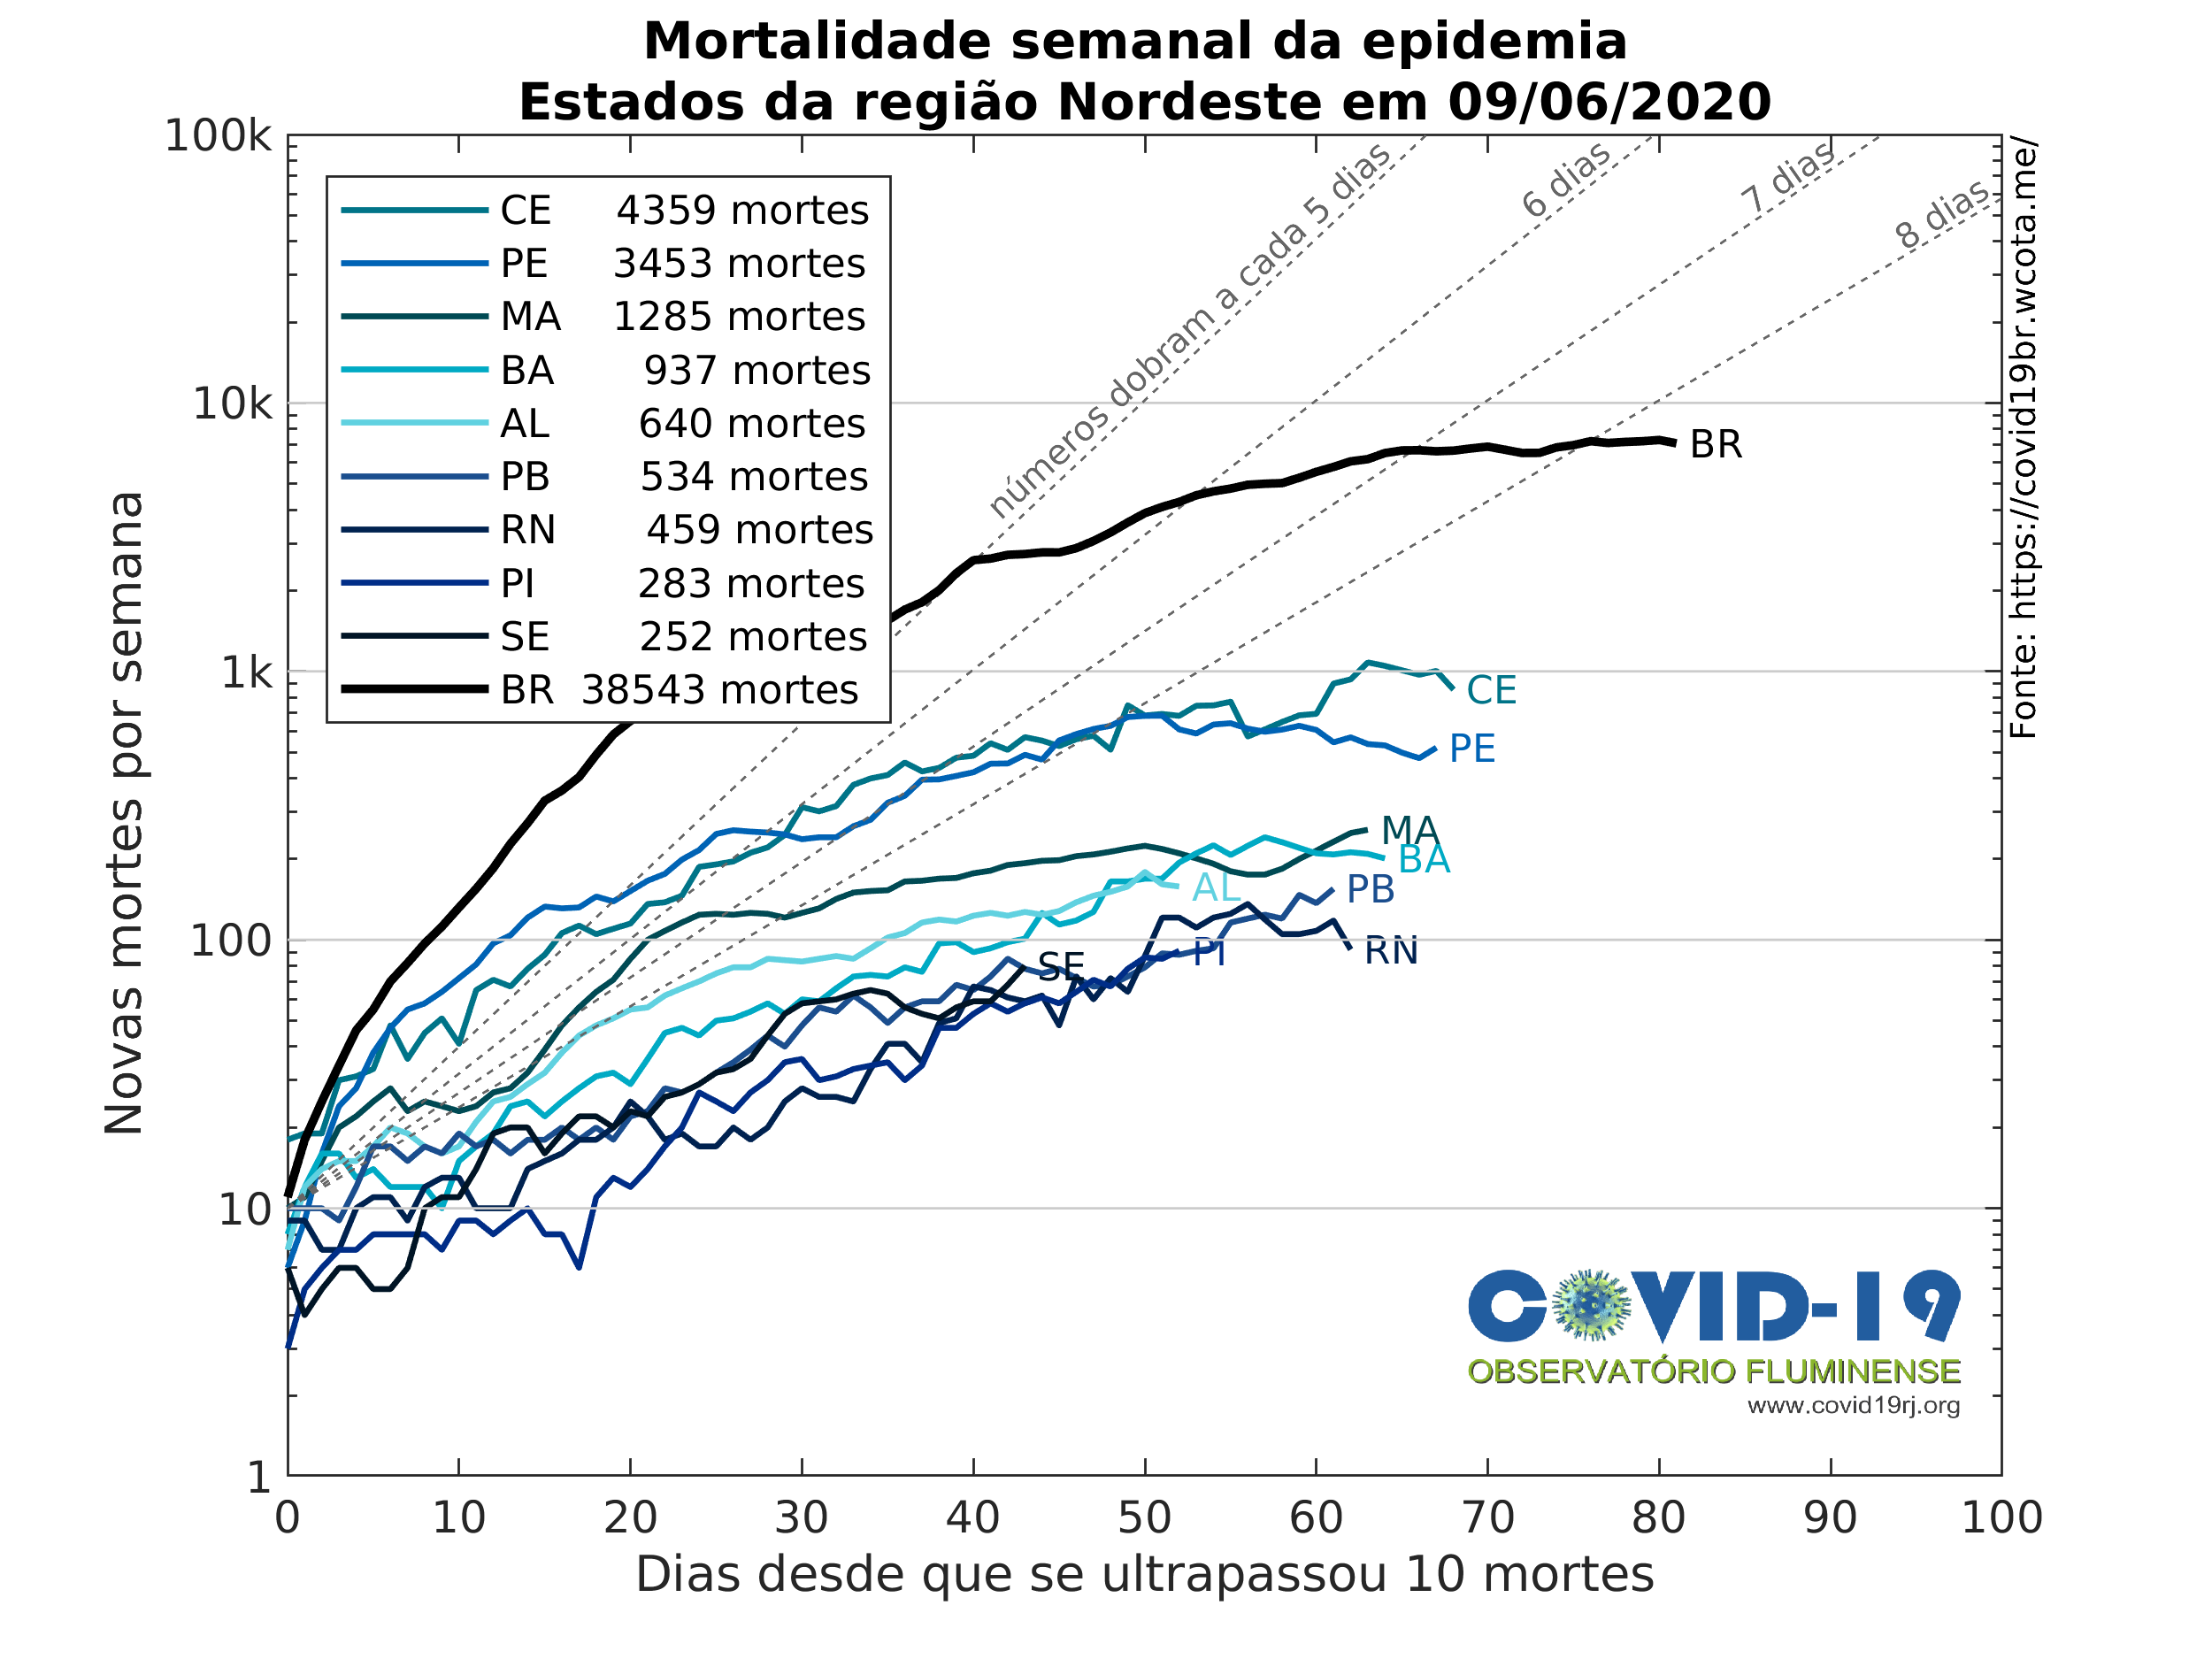 Mortalidade semanal da epidemia
Estados da região Nordeste em 09/06/2020
100k
10k
1k
100
10
1
Novas mortes por semana
CE 4359 mortes
PE 3453 mortes
MA 1285 mortes
BA 937 mortes
AL 640 mortes
PB 534 mortes
RN 459 mortes
PI 283 mortes
SE 252 mortes
BR 38543 mortes
números dobram a cada 5 dias
6 dias
7 dias
8 dias
BR
CE
PE
MA
BA
AL
PB
PI
RN
SE
Fonte: https://covid19br.wcota.me/
COVID-19
OBSERVATÓRIO FLUMINENSE
www.covid19rj.org
0 10 20 30 40 50 60 70 80 90 100
Dias desde que se ultrapassou 10 mortes